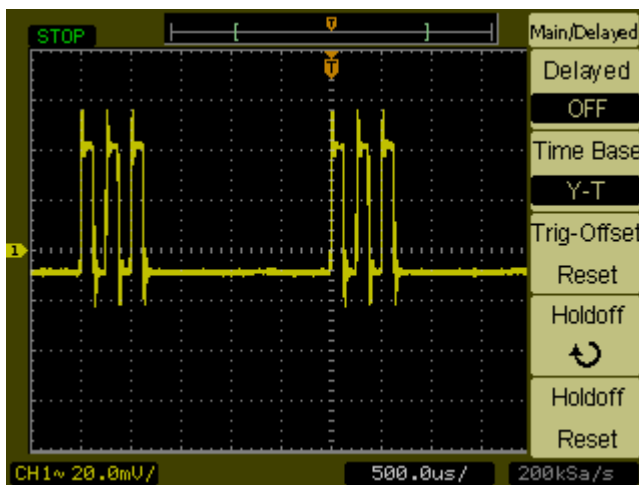 STOP
T
T
1
Main/Delayed
Delayed
OFF
Time Base
Y-T
Trig-Offset
Reset
Holdoff
Holdoff
Reset
CH1~ 20.0mV/
500.0us/
200kSa/s